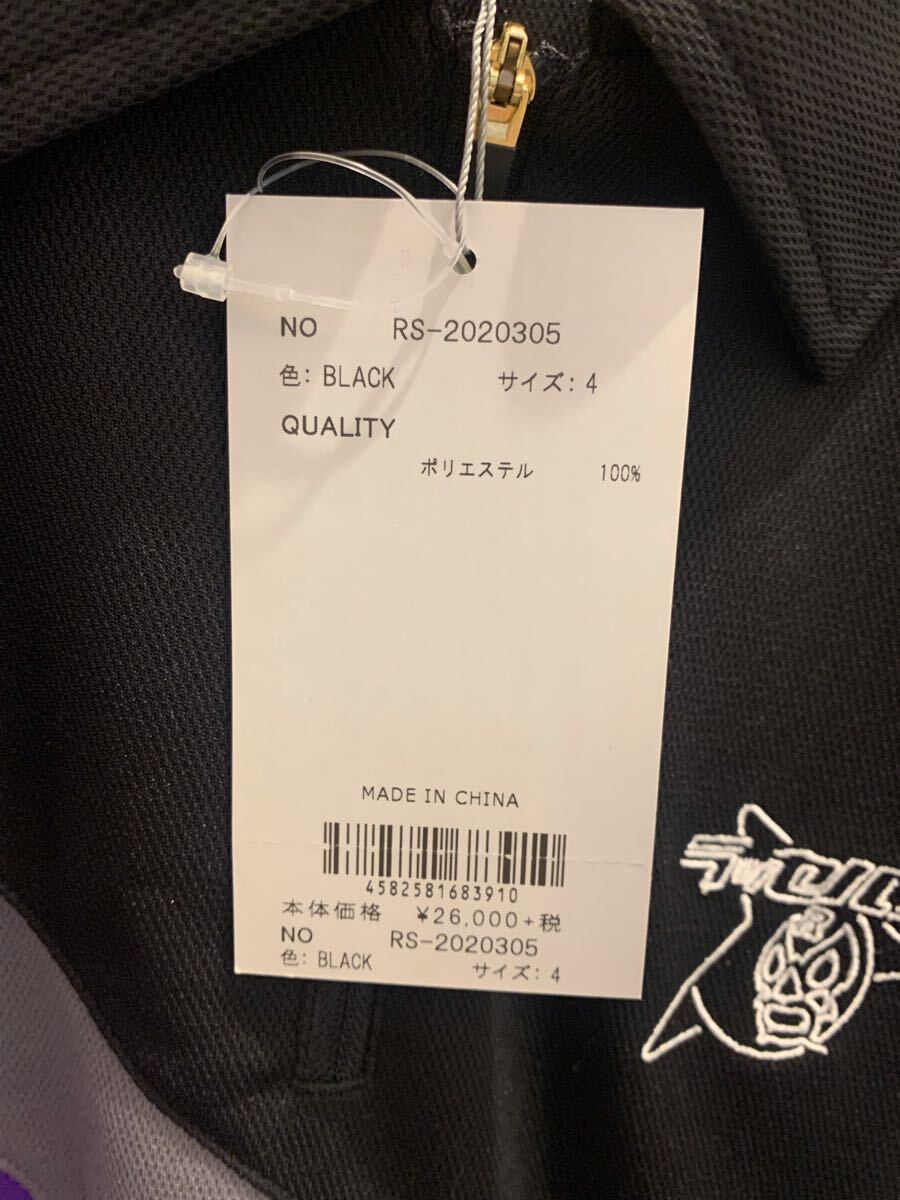 NO RS-2020305
色: BLACK サイズ: 4
QUALITY
ポリエステル 100%
MADE IN CHINA
4582581683910
本体価格 ¥26,000+税
NO RS-2020305
色: BLACK サイズ: 4
R